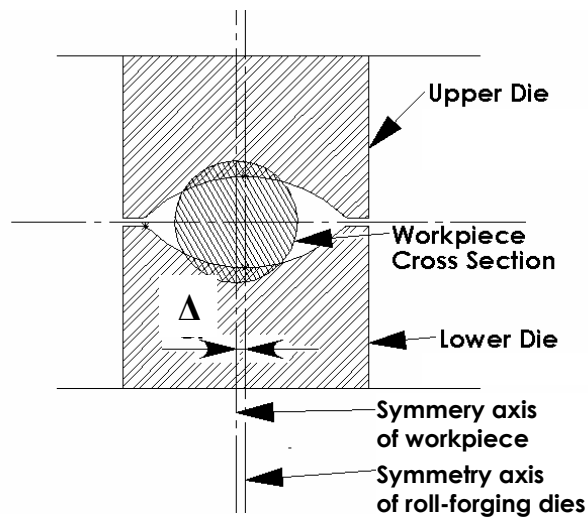 Upper Die
Workpiece
Cross Section
Δ
Lower Die
Symmery axis
of workpiece
Symmetry axis
of roll-forging dies